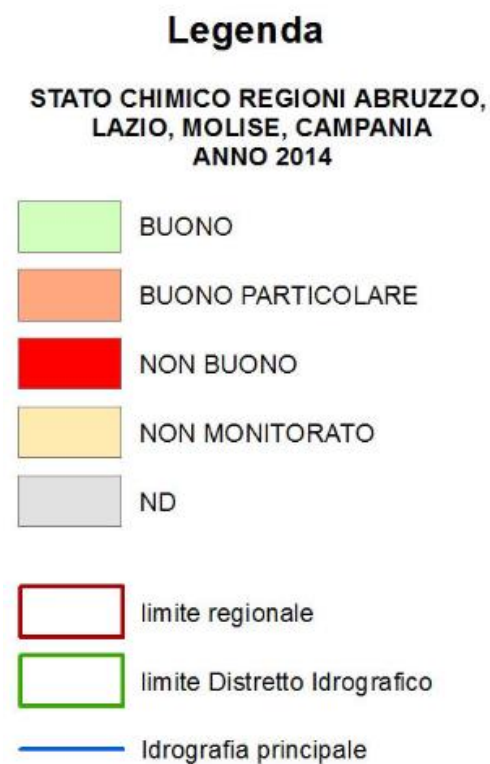 Legenda
STATO CHIMICO REGIONI ABRUZZO,
LAZIO, MOLISE, CAMPANIA
ANNO 2014
BUONO
BUONO PARTICOLARE
NON BUONO
NON MONITORATO
ND
limite regionale
limite Distretto Idrografico
Idrografia principale